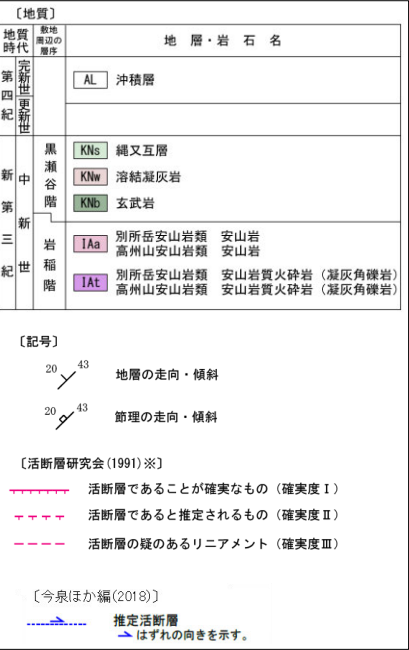 〔地質〕
地質時代
敷地周辺の層序
地層・岩石名
第四紀
完新世
更新世
AL 沖積層
新第三紀
中新世
黒瀬谷階
KNs 縄又互層
KNw 溶結凝灰岩
KNb 玄武岩
岩稲階
IAa 別所岳安山岩類 安山岩
高州山安山岩類 安山岩
IAt 別所岳安山岩類 安山岩質火砕岩（凝灰角礫岩）
高州山安山岩類 安山岩質火砕岩（凝灰角礫岩）
〔記号〕
20 43 地層の走向・傾斜
20 43 節理の走向・傾斜
〔活断層研究会(1991)※〕
活断層であることが確実なもの（確実度Ⅰ）
活断層であると推定されるもの（確実度Ⅱ）
活断層の疑のあるリニアメント（確実度Ⅲ）
〔今泉ほか編(2018)〕
推定活断層
はずれの向きを示す。